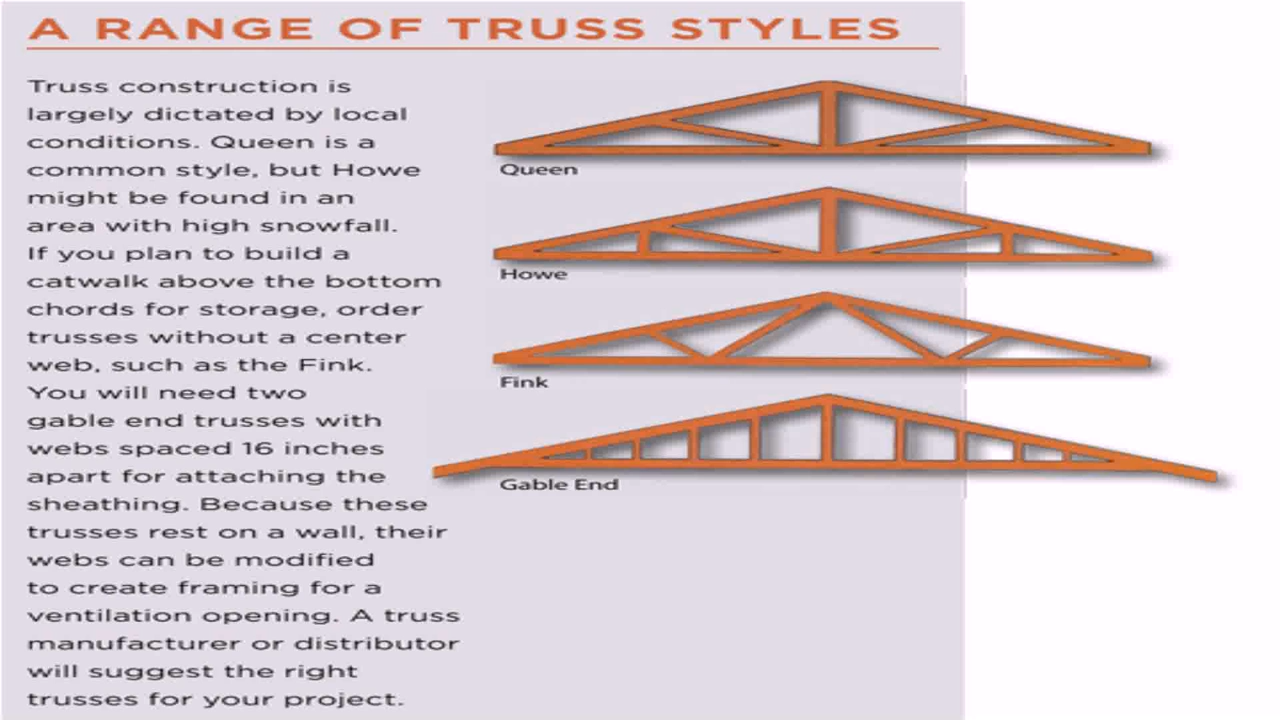 A RANGE OF TRUSS STYLES
Truss construction is
largely dictated by local
conditions. Queen is a
common style, but Howe
might be found in an
area with high snowfall.
If you plan to build a
catwalk above the bottom
chords for storage, order
trusses without a center
web, such as the Fink.
You will need two
gable end trusses with
webs spaced 16 inches
apart for attaching the
sheathing. Because these
trusses rest on a wall, their
webs can be modified
to create framing for a
ventilation opening. A truss
manufacturer or distributor
will suggest the right
trusses for your project.
Queen
Howe
Fink
Gable End